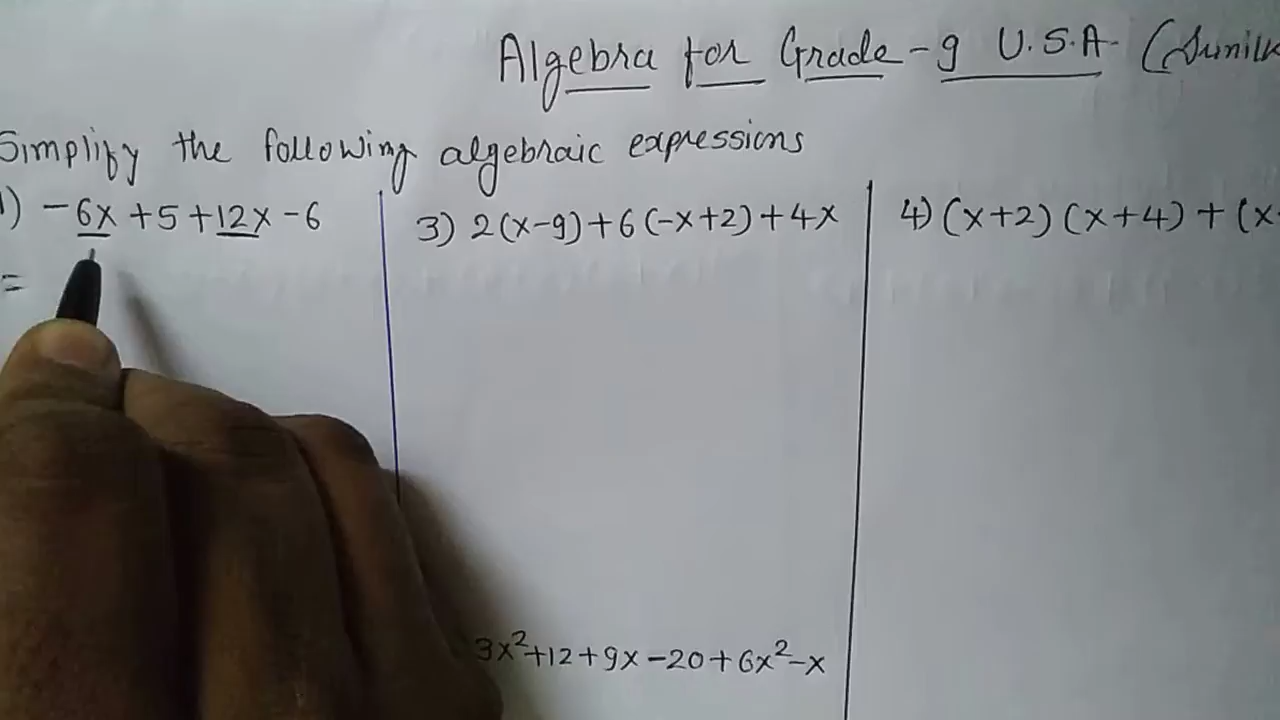 Algebra for Grade-9 U.S.A (
Simplify the following algebraic expressions
1) -6x +5 +12x -6
=
3) 2(x-9)+6(-x+2)+4x
4) (x+2) (x+4) + (x
3x²+12+9x-20+6x²-x